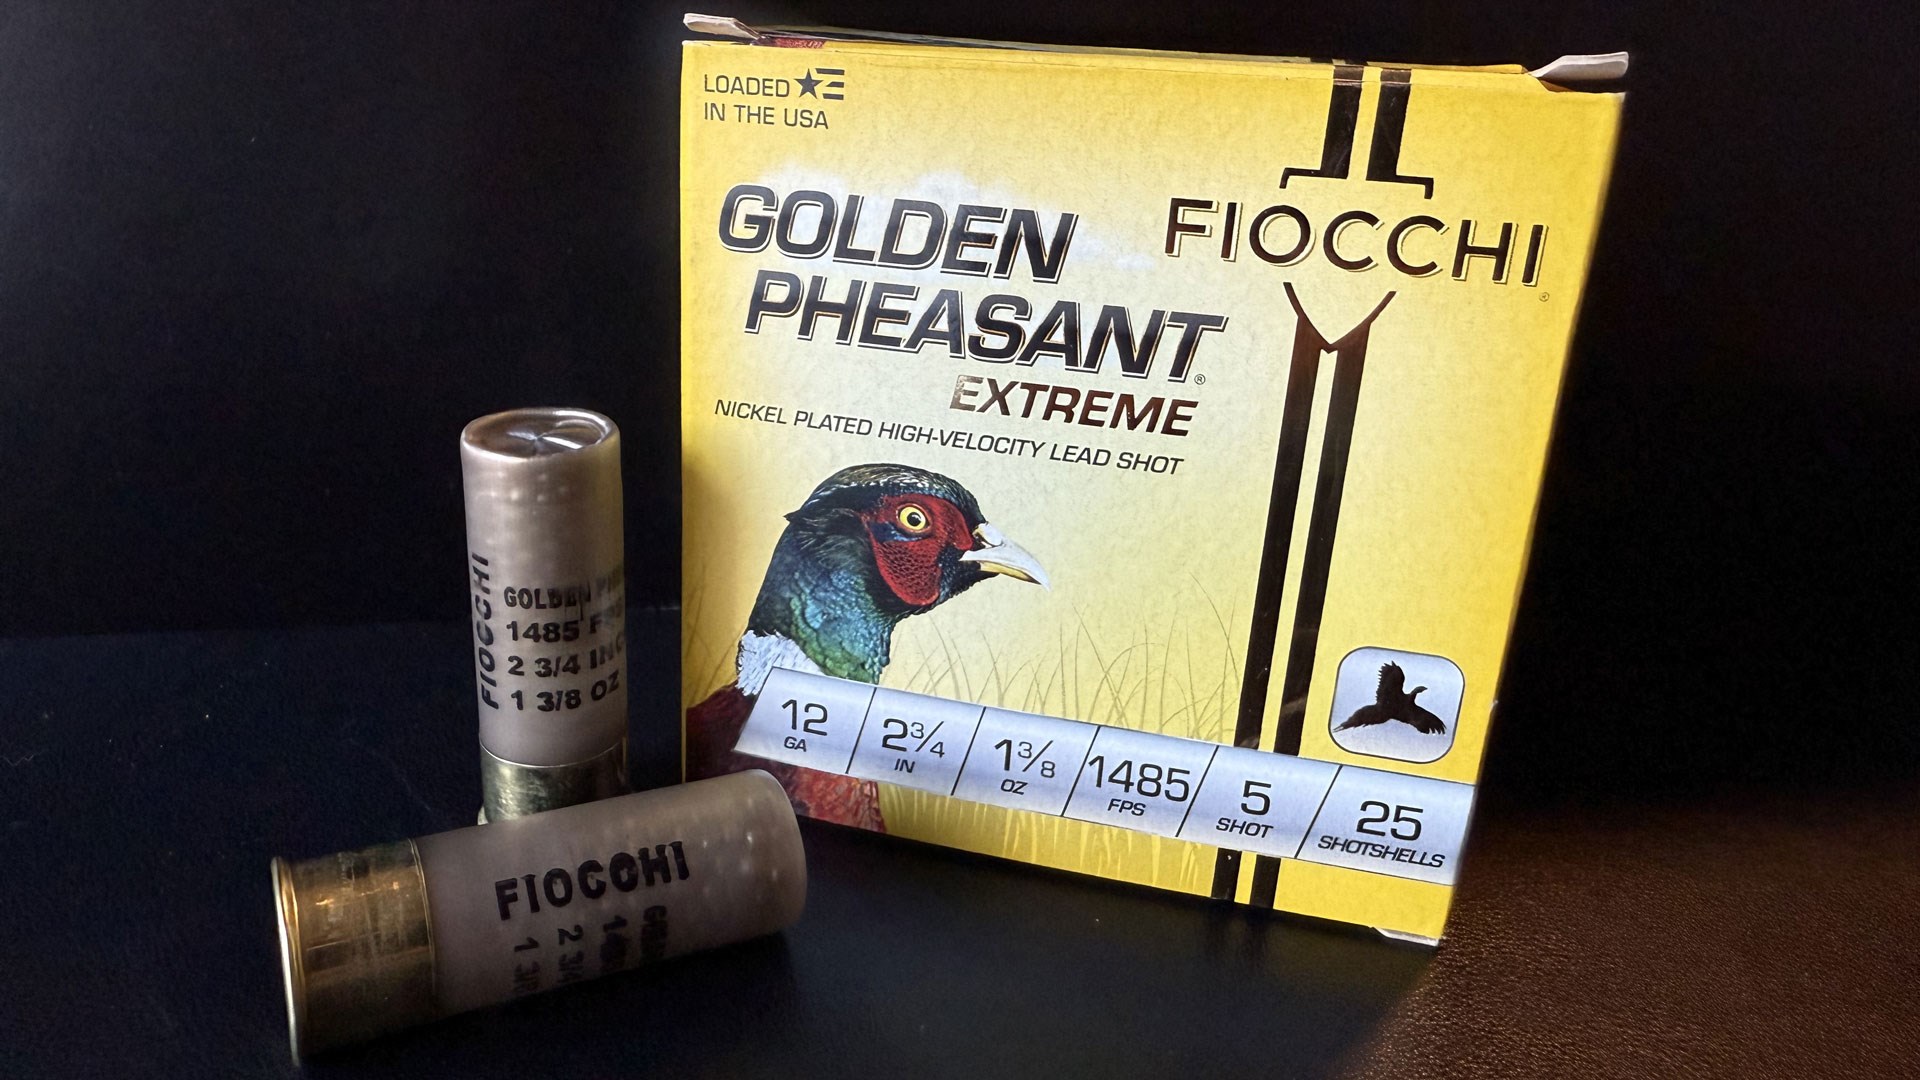 LOADED
IN THE USA
GOLDEN
PHEASANT®
EXTREME
NICKEL PLATED HIGH-VELOCITY LEAD SHOT
FIOCCHI®
12
GA
2¾
IN
1⅜
OZ
1485
FPS
5
SHOT
25
SHOTSHELLS
FIOCCHI
GOLDEN
1485
2 3/4
1 3/8 OZ
FIOCCHI